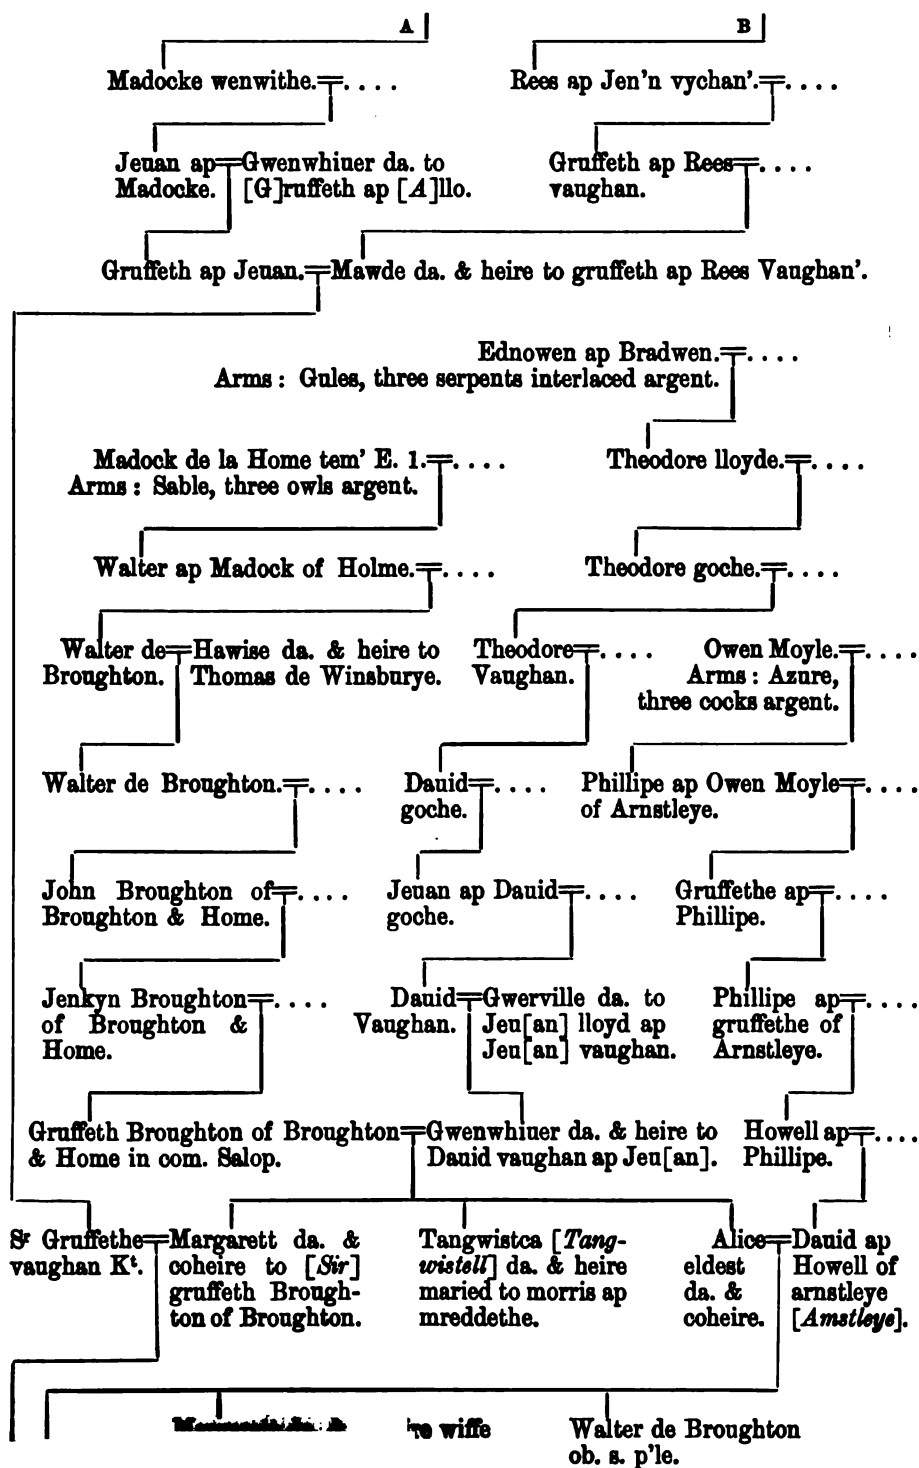 A B
Madocke wenwithe.=.... Rees ap Jen'n vychan'.=....
Jeuan ap=Gwenwhiuer da. to Gruffeth ap Rees=....
Madocke. [G]ruffeth ap [A]llo. vaughan.
Gruffeth ap Jeuan.=Mawde da. & heire to gruffeth ap Rees Vaughan'.
Ednowen ap Bradwen.=....
Arms : Gules, three serpents interlaced argent.
Madock de la Home tem' E. 1.=.... Theodore lloyde.=....
Arms : Sable, three owls argent.
Walter ap Madock of Holme.=.... Theodore goche.=....
Walter de=Hawise da. & heire to Theodore=.... Owen Moyle.=....
Broughton. Thomas de Winsburye. Vaughan. Arms : Azure,
three cocks argent.
Walter de Broughton.=.... Dauid=.... Phillipe ap Owen Moyle=....
goche. of Arnstleye.
John Broughton of=.... Jeuan ap Dauid=.... Gruffethe ap=....
Broughton & Home. goche. Phillipe.
Jenkyn Broughton=.... Dauid=Gwerville da. to Phillipe ap=....
of Broughton & Vaughan. Jeu[an] lloyd ap gruffethe of
Home. Jeu[an] vaughan. Arnstleye.
Gruffeth Broughton of Broughton=Gwenwhiuer da. & heire to Howell ap=....
& Home in com. Salop. Dauid vaughan ap Jeu[an]. Phillipe.
Sr Gruffethe=Margarett da. & Tangwistca [Tang- Alice=Dauid ap
vaughan Kt. coheire to [Sir] wistell] da. & heire eldest Howell of
gruffeth Brough- maried to morris ap da. & arnstleye
ton of Broughton. mreddethe. coheire. [Amstleye].
wiffe Walter de Broughton
ob. s. p'le.